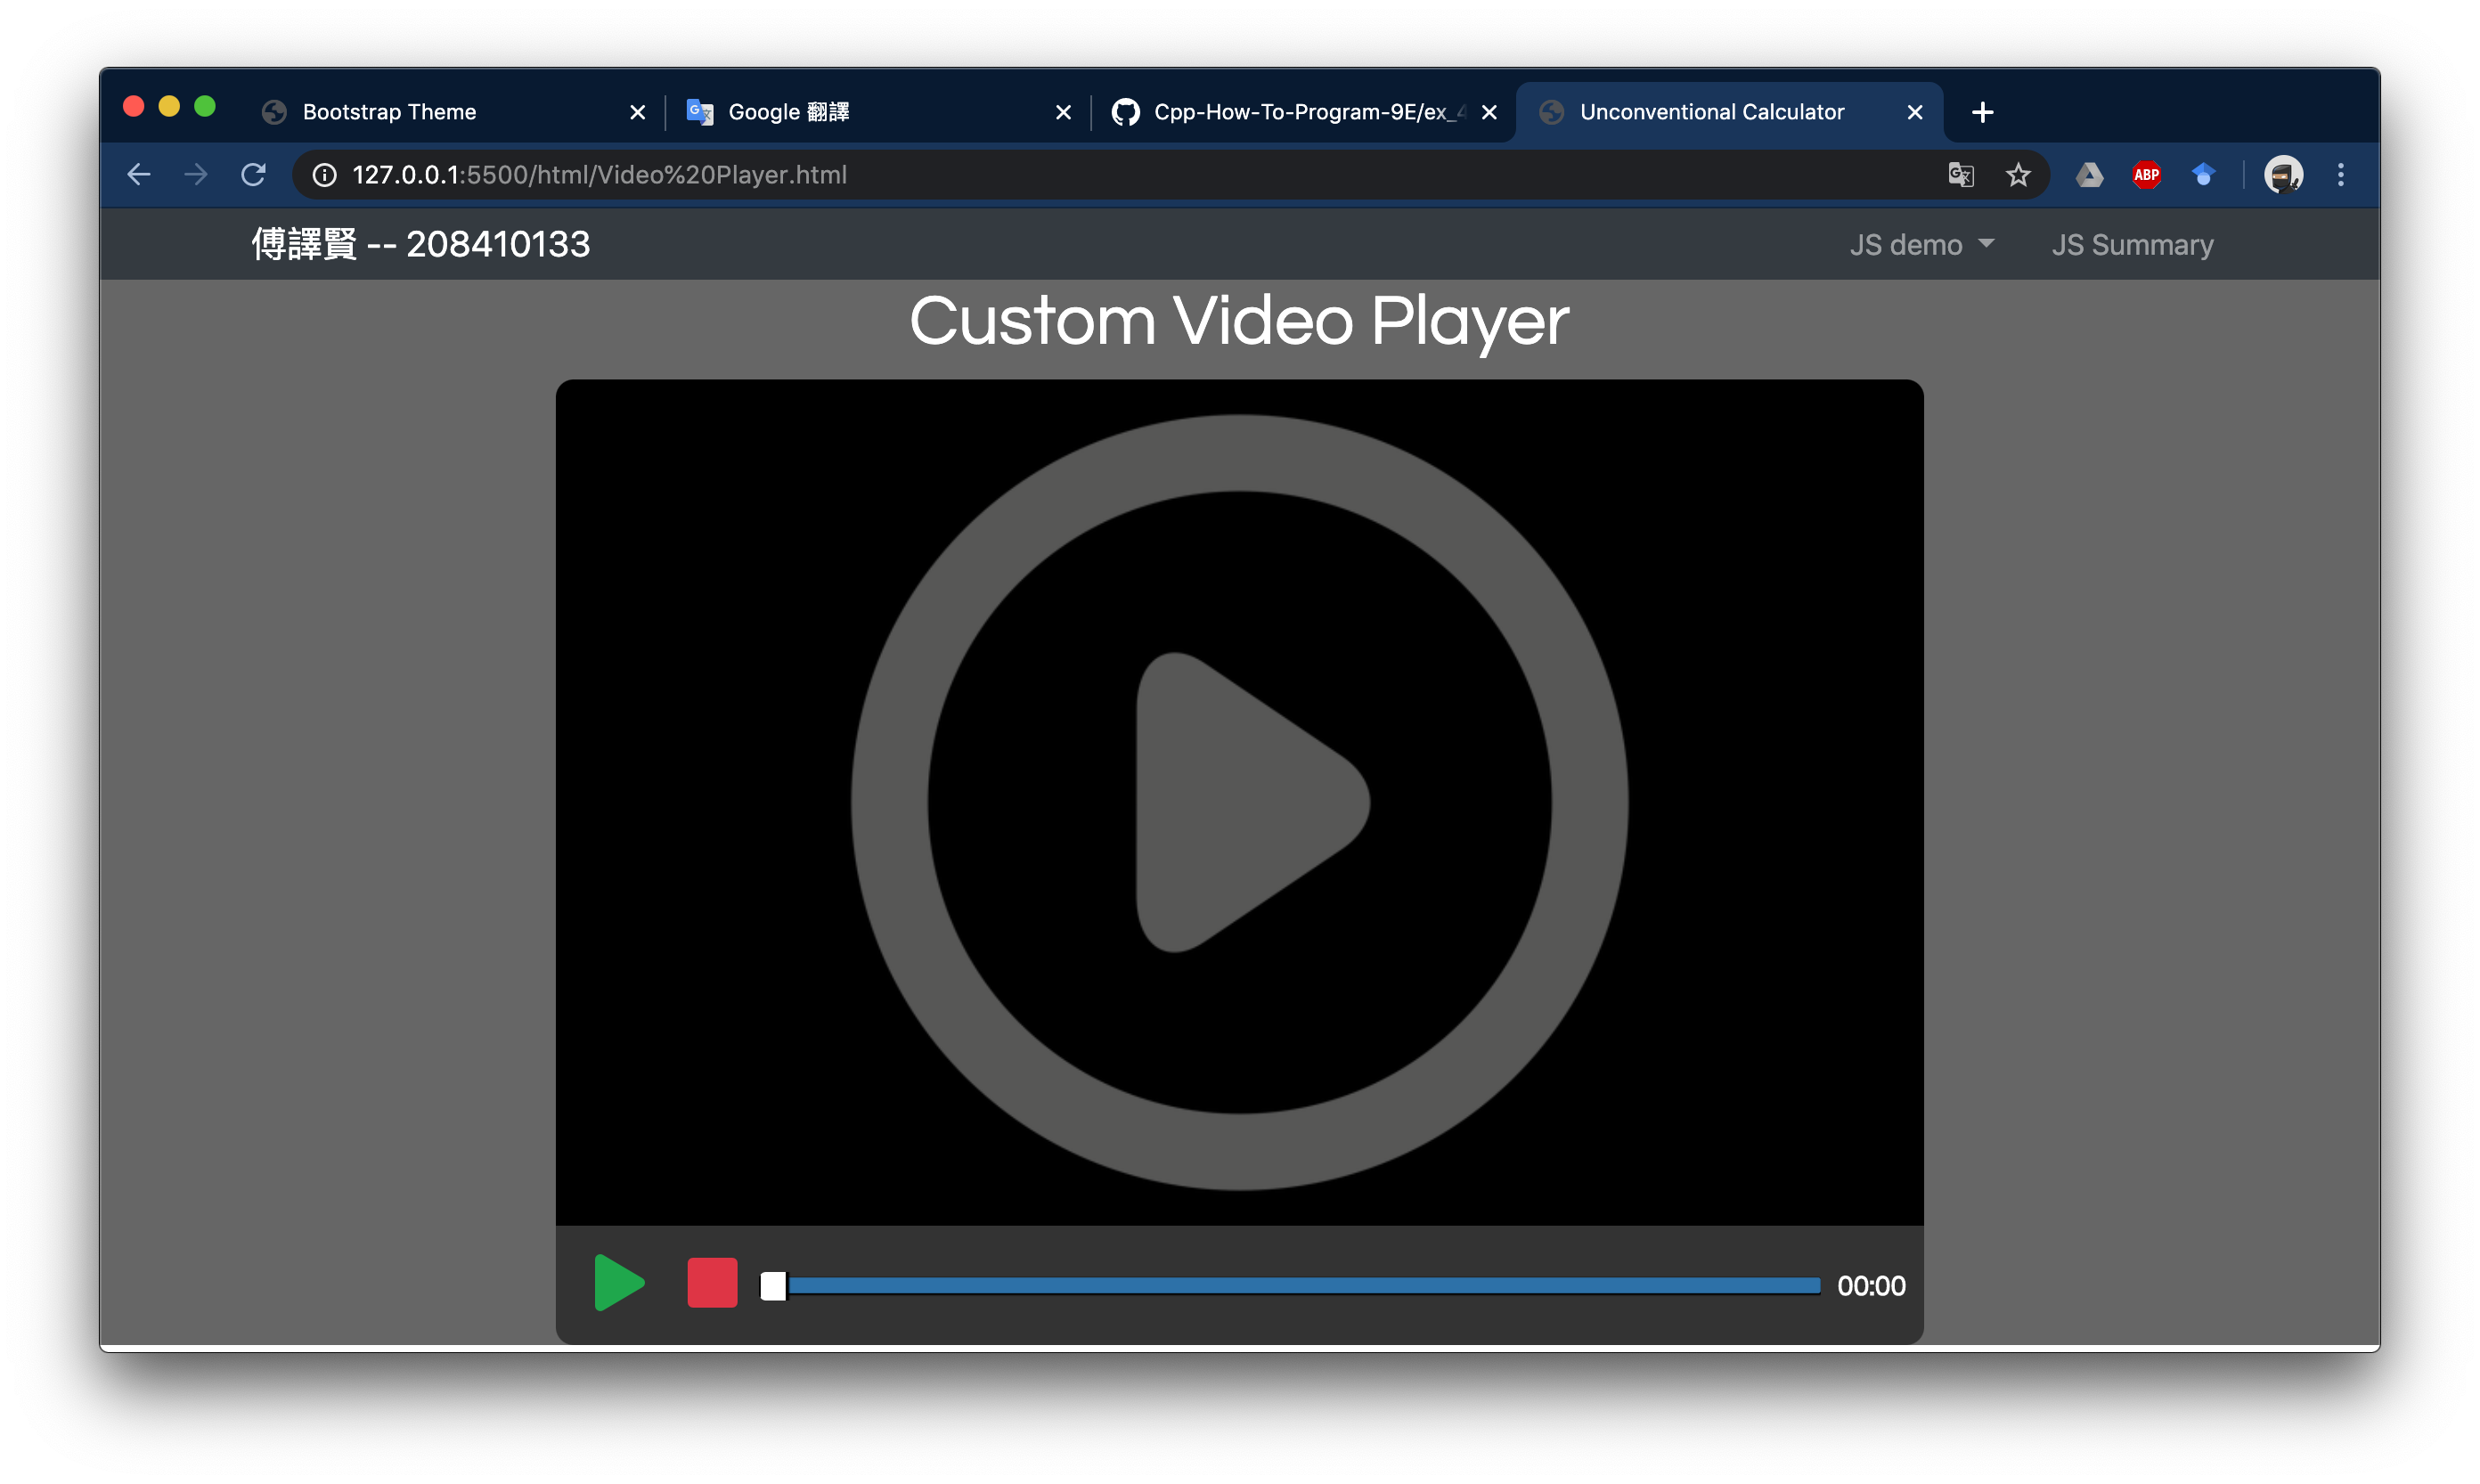 Bootstrap Theme
Google 翻譯
Cpp-How-To-Program-9E/ex_4
Unconventional Calculator
127.0.0.1:5500/html/Video%20Player.html
ABP
傅譯賢 -- 208410133
JS demo
JS Summary
Custom Video Player
00:00